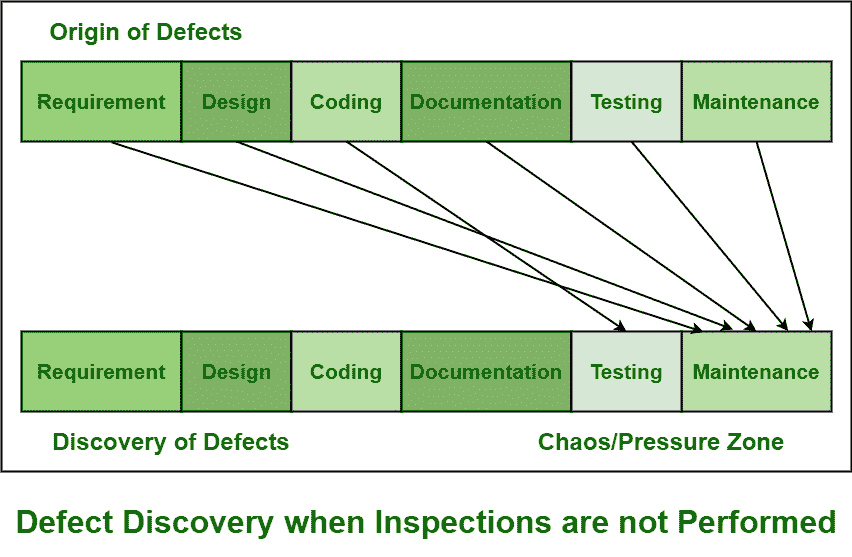 Origin of Defects
Requirement Design Coding Documentation Testing Maintenance
Requirement Design Coding Documentation Testing Maintenance
Discovery of Defects Chaos/Pressure Zone
Defect Discovery when Inspections are not Performed